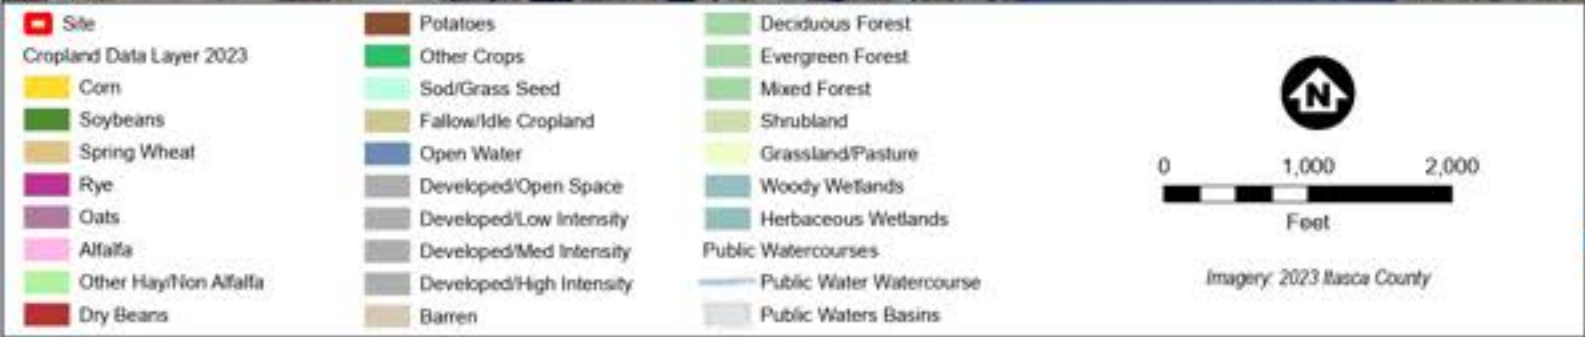 Site
Cropland Data Layer 2023
Corn
Soybeans
Spring Wheat
Rye
Oats
Alfalfa
Other Hay/Non Alfalfa
Dry Beans
Potatoes
Other Crops
Sod/Grass Seed
Fallow/Idle Cropland
Open Water
Developed/Open Space
Developed/Low Intensity
Developed/Med Intensity
Developed/High Intensity
Barren
Deciduous Forest
Evergreen Forest
Mixed Forest
Shrubland
Grassland/Pasture
Woody Wetlands
Herbaceous Wetlands
Public Watercourses
Public Water Watercourse
Public Waters Basins
N
0 1,000 2,000
Feet
Imagery: 2023 Itasca County